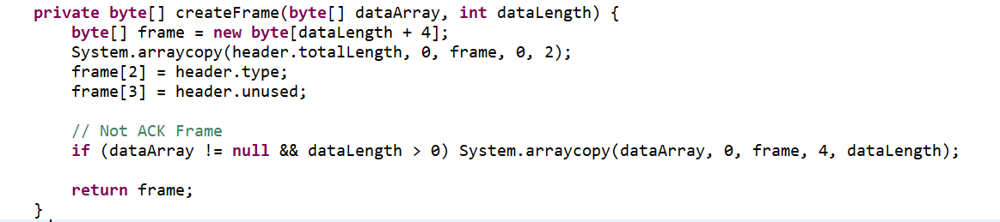 private byte[] createFrame(byte[] dataArray, int dataLength) {
    byte[] frame = new byte[dataLength + 4];
    System.arraycopy(header.totalLength, 0, frame, 0, 2);
    frame[2] = header.type;
    frame[3] = header.unused;

    // Not ACK Frame
    if (dataArray != null && dataLength > 0) System.arraycopy(dataArray, 0, frame, 4, dataLength);

    return frame;
}